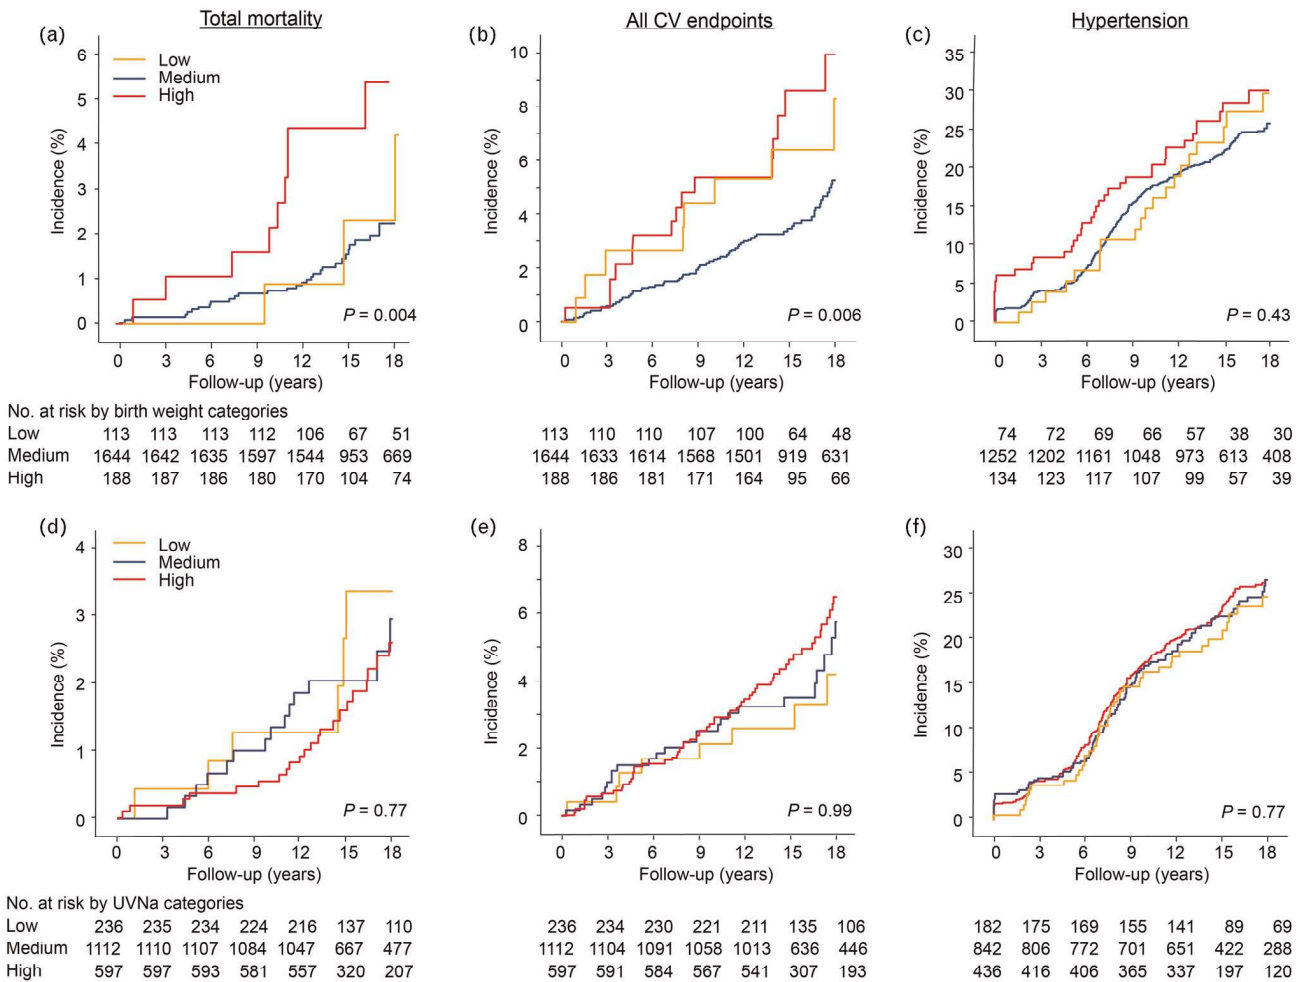 Total mortality
All CV endpoints
Hypertension
(a)
Low
Medium
High
6
5
4
3
2
1
0
Incidence (%)
P = 0.004
0 3 6 9 12 15 18
Follow-up (years)
(b)
10
8
6
4
2
0
Incidence (%)
P = 0.006
0 3 6 9 12 15 18
Follow-up (years)
(c)
35
30
25
20
15
10
5
0
Incidence (%)
P = 0.43
0 3 6 9 12 15 18
Follow-up (years)
No. at risk by birth weight categories
Low 113 113 113 112 106 67 51 113 110 110 107 100 64 48 74 72 69 66 57 38 30
Medium 1644 1642 1635 1597 1544 953 669 1644 1633 1614 1568 1501 919 631 1252 1202 1161 1048 973 613 408
High 188 187 186 180 170 104 74 188 186 181 171 164 95 66 134 123 117 107 99 57 39
(d)
Low
Medium
High
4
3
2
1
0
Incidence (%)
P = 0.77
0 3 6 9 12 15 18
Follow-up (years)
(e)
8
6
4
2
0
Incidence (%)
P = 0.99
0 3 6 9 12 15 18
Follow-up (years)
(f)
30
25
20
15
10
5
0
Incidence (%)
P = 0.77
0 3 6 9 12 15 18
Follow-up (years)
No. at risk by UVNa categories
Low 236 235 234 224 216 137 110 236 234 230 221 211 135 106 182 175 169 155 141 89 69
Medium 1112 1110 1107 1084 1047 667 477 1112 1104 1091 1058 1013 636 446 842 806 772 701 651 422 288
High 597 597 593 581 557 320 207 597 591 584 567 541 307 193 436 416 406 365 337 197 120